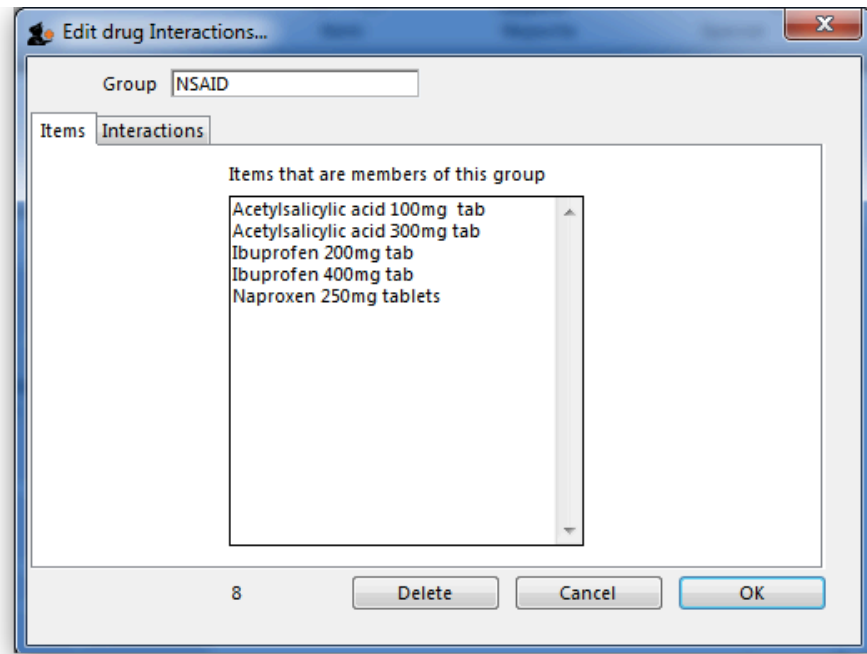 Edit drug Interactions...
Group NSAID
Items Interactions
Items that are members of this group
Acetylsalicylic acid 100mg  tab
Acetylsalicylic acid 300mg tab
Ibuprofen 200mg tab
Ibuprofen 400mg tab
Naproxen 250mg tablets
8 Delete Cancel OK